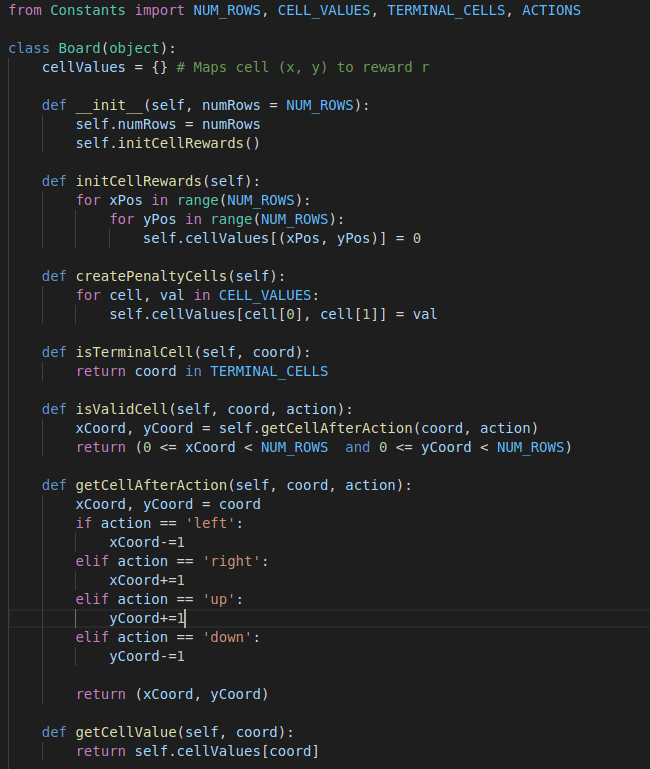 from Constants import NUM_ROWS, CELL_VALUES, TERMINAL_CELLS, ACTIONS
class Board(object):
    cellValues = {} # Maps cell (x, y) to reward r
    def __init__(self, numRows = NUM_ROWS):
        self.numRows = numRows
        self.initCellRewards()
    def initCellRewards(self):
        for xPos in range(NUM_ROWS):
            for yPos in range(NUM_ROWS):
                self.cellValues[(xPos, yPos)] = 0
    def createPenaltyCells(self):
        for cell, val in CELL_VALUES:
            self.cellValues[cell[0], cell[1]] = val
    def isTerminalCell(self, coord):
        return coord in TERMINAL_CELLS
    def isValidCell(self, coord, action):
        xCoord, yCoord = self.getCellAfterAction(coord, action)
        return (0 <= xCoord < NUM_ROWS  and 0 <= yCoord < NUM_ROWS)
    def getCellAfterAction(self, coord, action):
        xCoord, yCoord = coord
        if action == 'left':
            xCoord-=1
        elif action == 'right':
            xCoord+=1
        elif action == 'up':
            yCoord+=1
        elif action == 'down':
            yCoord-=1
        return (xCoord, yCoord)
    def getCellValue(self, coord):
        return self.cellValues[coord]